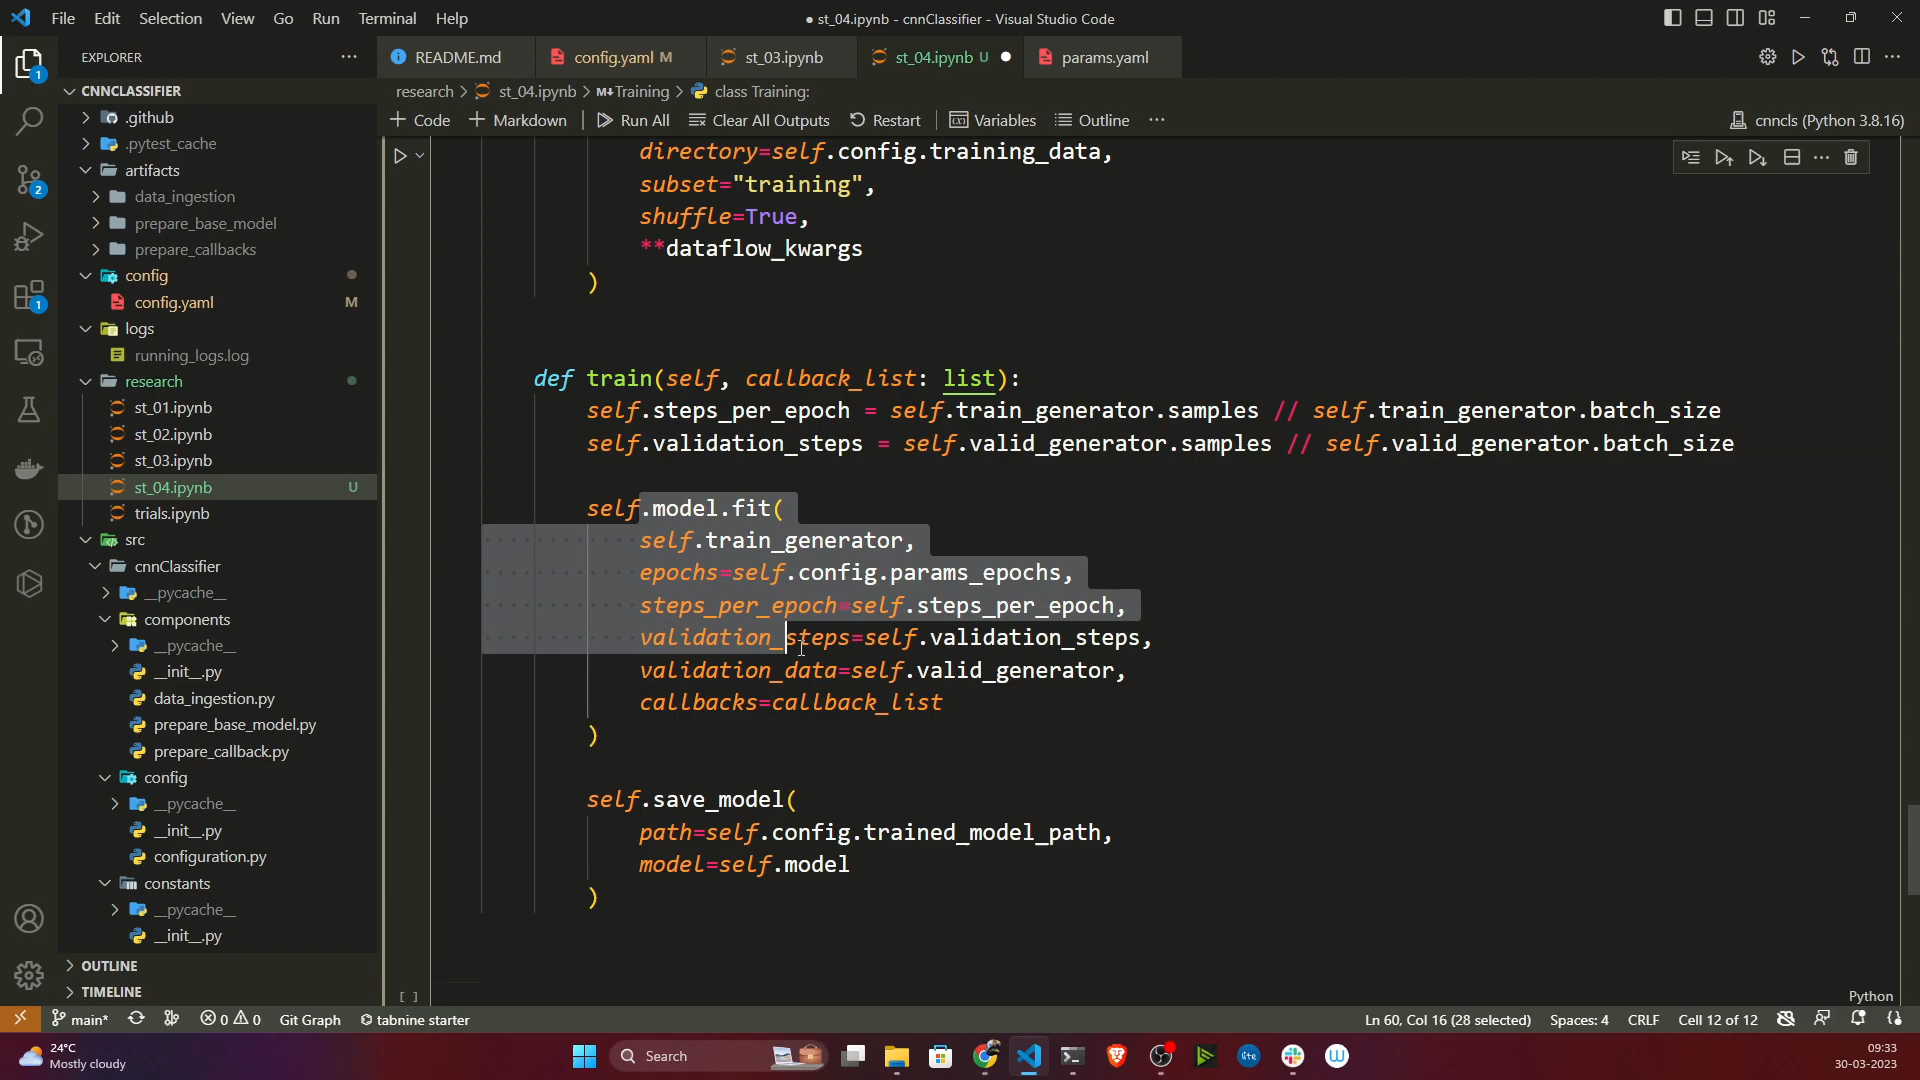 File Edit Selection View Go Run Terminal Help
● st_04.ipynb - cnnClassifier - Visual Studio Code
EXPLORER
README.md
config.yaml M
st_03.ipynb
st_04.ipynb U
params.yaml
CNNCLASSIFIER
research > st_04.ipynb > M↓Training > class Training:
+ Code + Markdown Run All Clear All Outputs Restart Variables Outline ...
cnncls (Python 3.8.16)
.github
.pytest_cache
artifacts
data_ingestion
prepare_base_model
prepare_callbacks
config
config.yaml M
logs
running_logs.log
research
st_01.ipynb
st_02.ipynb
st_03.ipynb
st_04.ipynb U
trials.ipynb
src
cnnClassifier
__pycache__
components
__pycache__
__init__.py
data_ingestion.py
prepare_base_model.py
prepare_callback.py
config
__pycache__
__init__.py
configuration.py
constants
__pycache__
__init__.py
OUTLINE
TIMELINE
directory=self.config.training_data,
subset="training",
shuffle=True,
**dataflow_kwargs
)
def train(self, callback_list: list):
self.steps_per_epoch = self.train_generator.samples // self.train_generator.batch_size
self.validation_steps = self.valid_generator.samples // self.valid_generator.batch_size
self.model.fit(
self.train_generator,
epochs=self.config.params_epochs,
steps_per_epoch=self.steps_per_epoch,
validation_steps=self.validation_steps,
validation_data=self.valid_generator,
callbacks=callback_list
)
self.save_model(
path=self.config.trained_model_path,
model=self.model
)
[ ]
Python
1
2
1
main* 0 0 Git Graph tabnine starter
Ln 60, Col 16 (28 selected) Spaces: 4 CRLF Cell 12 of 12
24°C
Mostly cloudy
Search
lite
09:33
30-03-2023